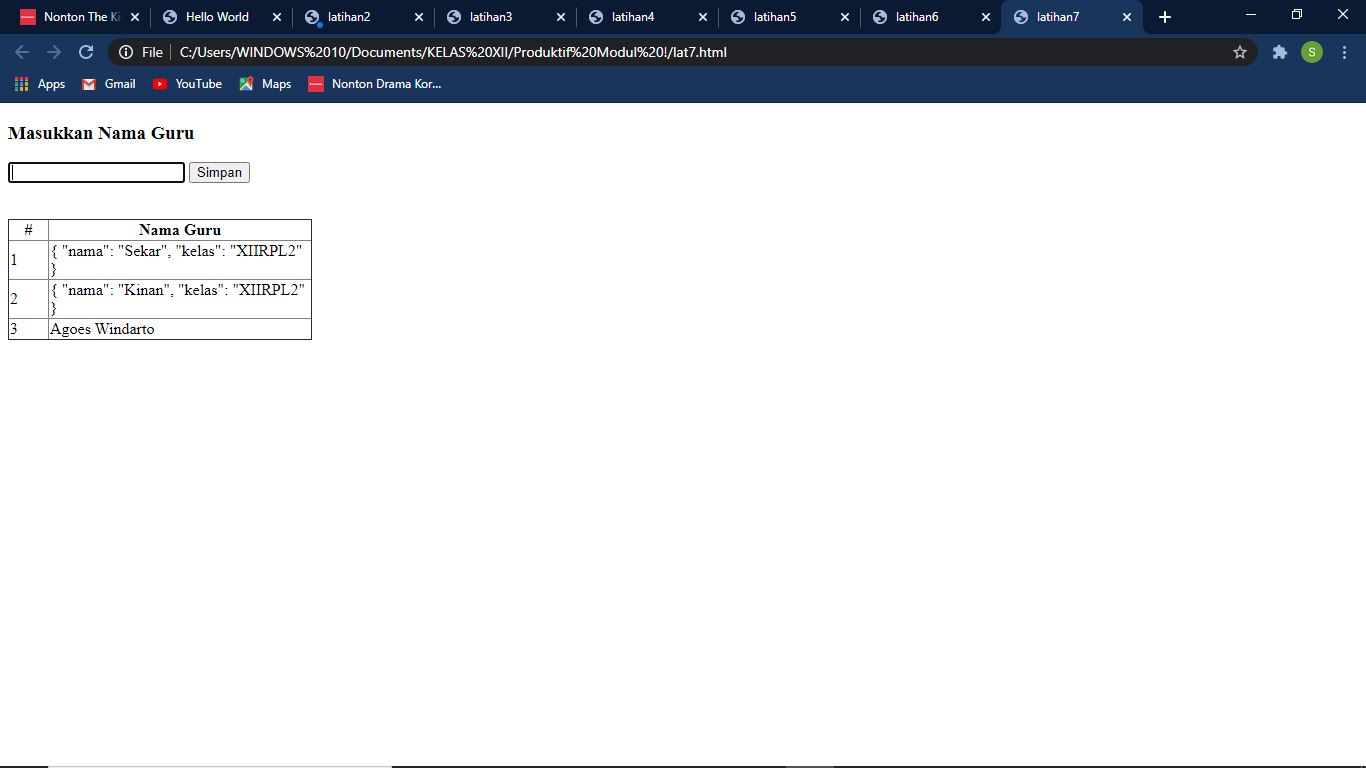 Nonton The Ki
Hello World
latihan2
latihan3
latihan4
latihan5
latihan6
latihan7
File
C:/Users/WINDOWS%2010/Documents/KELAS%20XII/Produktif%20Modul%20!/lat7.html
S
Apps
Gmail
YouTube
Maps
Nonton Drama Kor...
Masukkan Nama Guru
Simpan
# Nama Guru
1 { "nama": "Sekar", "kelas": "XIIRPL2"
}
2 { "nama": "Kinan", "kelas": "XIIRPL2"
}
3 Agoes Windarto